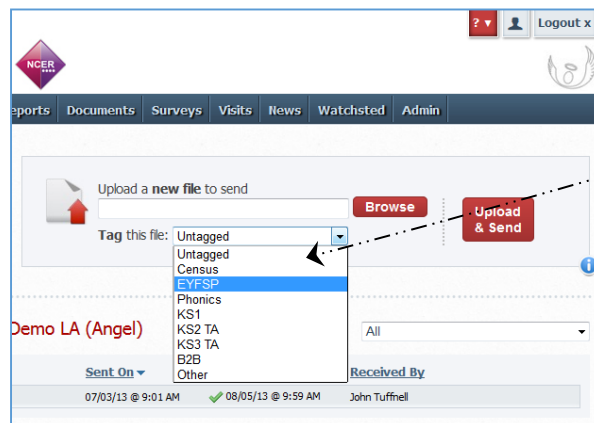 ? ▾ Logout x
NCER
eports Documents Surveys Visits News Watchsted Admin
Upload a new file to send
Browse
Upload
& Send
Tag this file: Untagged
Untagged
Census
EYFSP
Phonics
KS1
KS2 TA
KS3 TA
B2B
Other
i
Demo LA (Angel)
All
Sent On ▾ Received By
07/03/13 @ 9:01 AM 08/05/13 @ 9:59 AM John Tuffnell